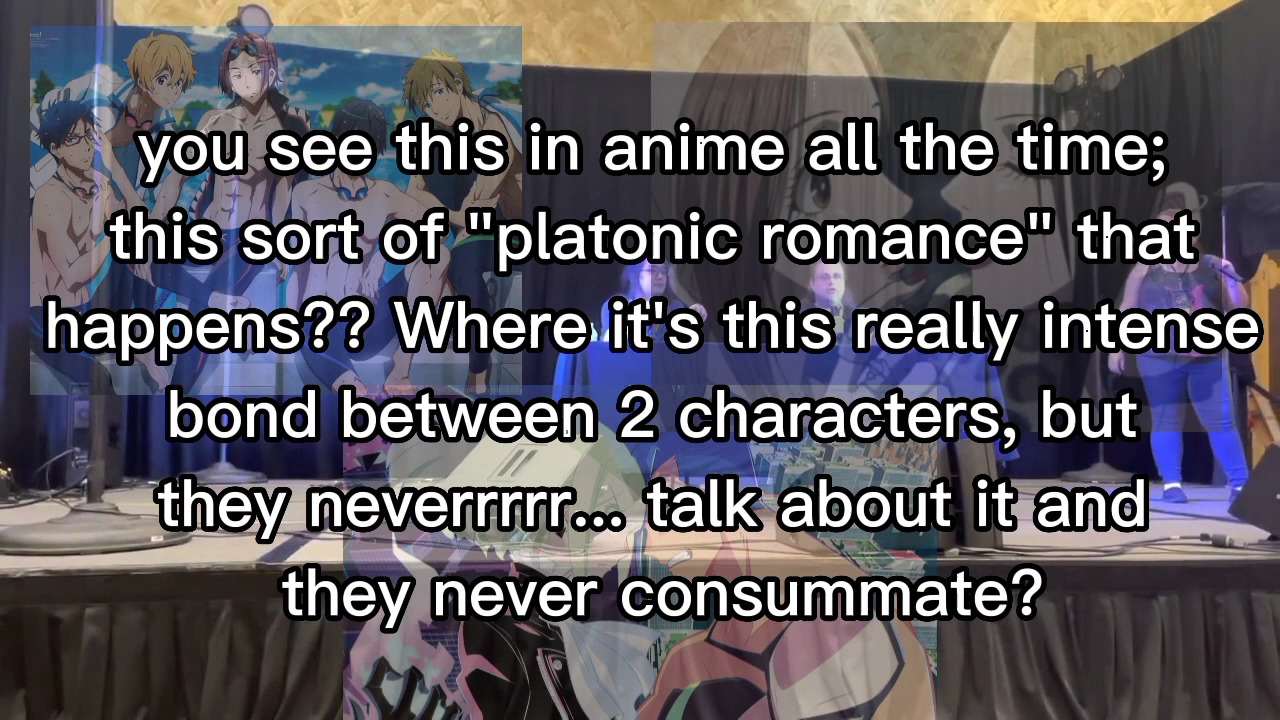 you see this in anime all the time;
this sort of "platonic romance" that
happens?? Where it's this really intense
bond between 2 characters, but
they neverrrrrr... talk about it and
they never consummate?